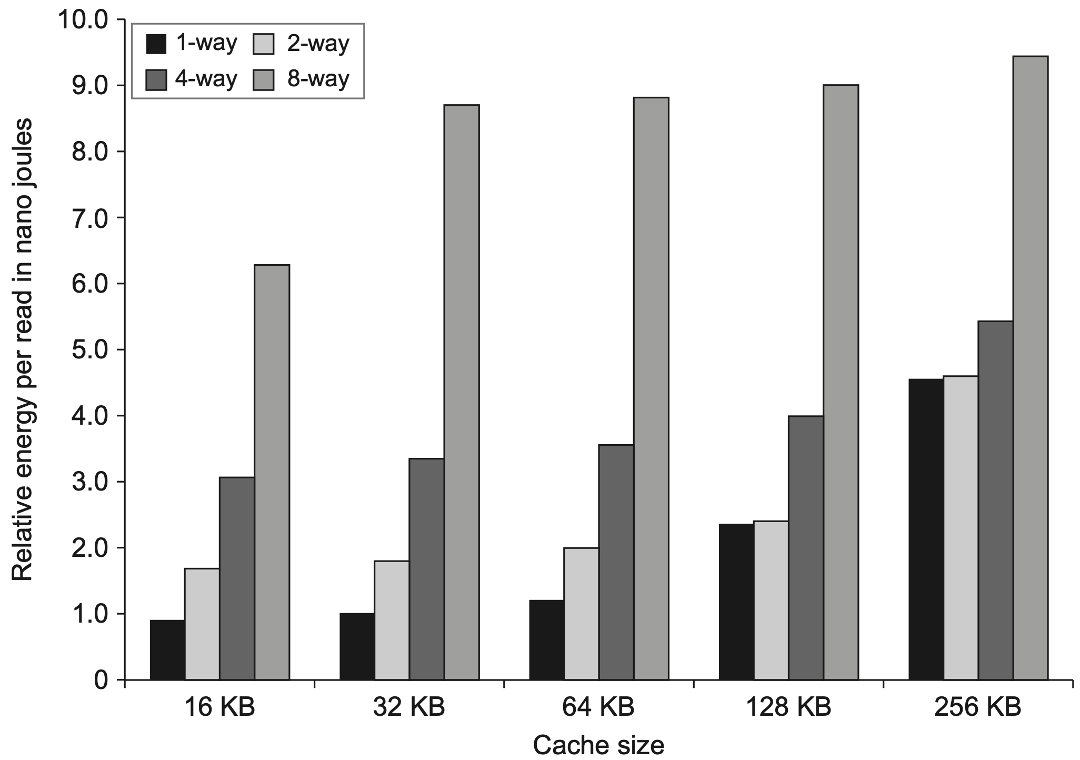 10.0
9.0
8.0
7.0
6.0
5.0
4.0
3.0
2.0
1.0
0
Relative energy per read in nano joules
1-way 2-way
4-way 8-way
16 KB 32 KB 64 KB 128 KB 256 KB
Cache size